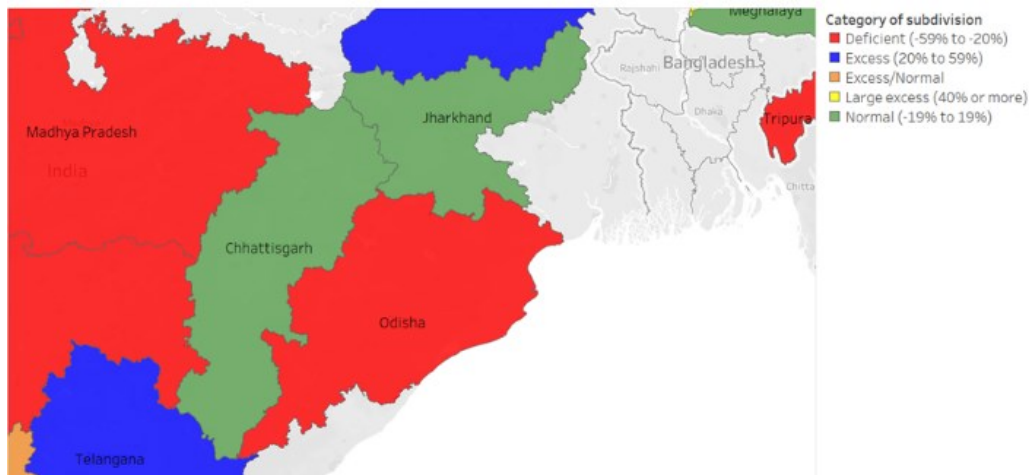 Meghalaya
Category of subdivision
Deficient (-59% to -20%)
Excess (20% to 59%)
Excess/Normal
Large excess (40% or more)
Normal (-19% to 19%)
Rajshahi
Bangladesh
Dhaka
Jharkhand
Madhya Pradesh
Tripura
India
Chitta
Chhattisgarh
Odisha
Telangana